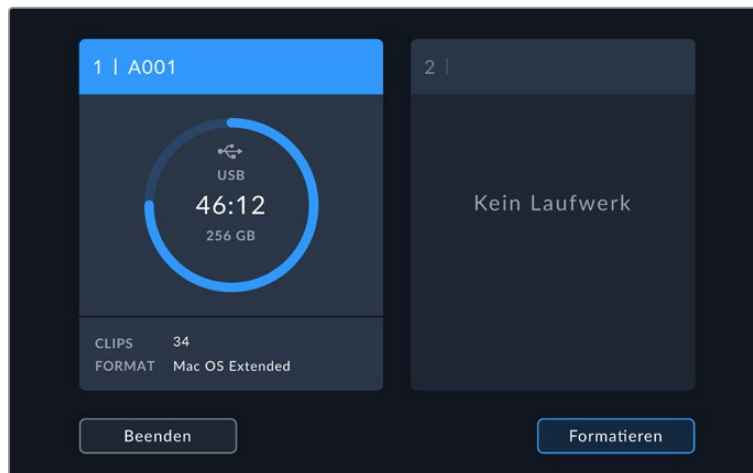 1 | A001
USB
46:12
256 GB
CLIPS 34
FORMAT Mac OS Extended
2 |
Kein Laufwerk
Beenden
Formatieren